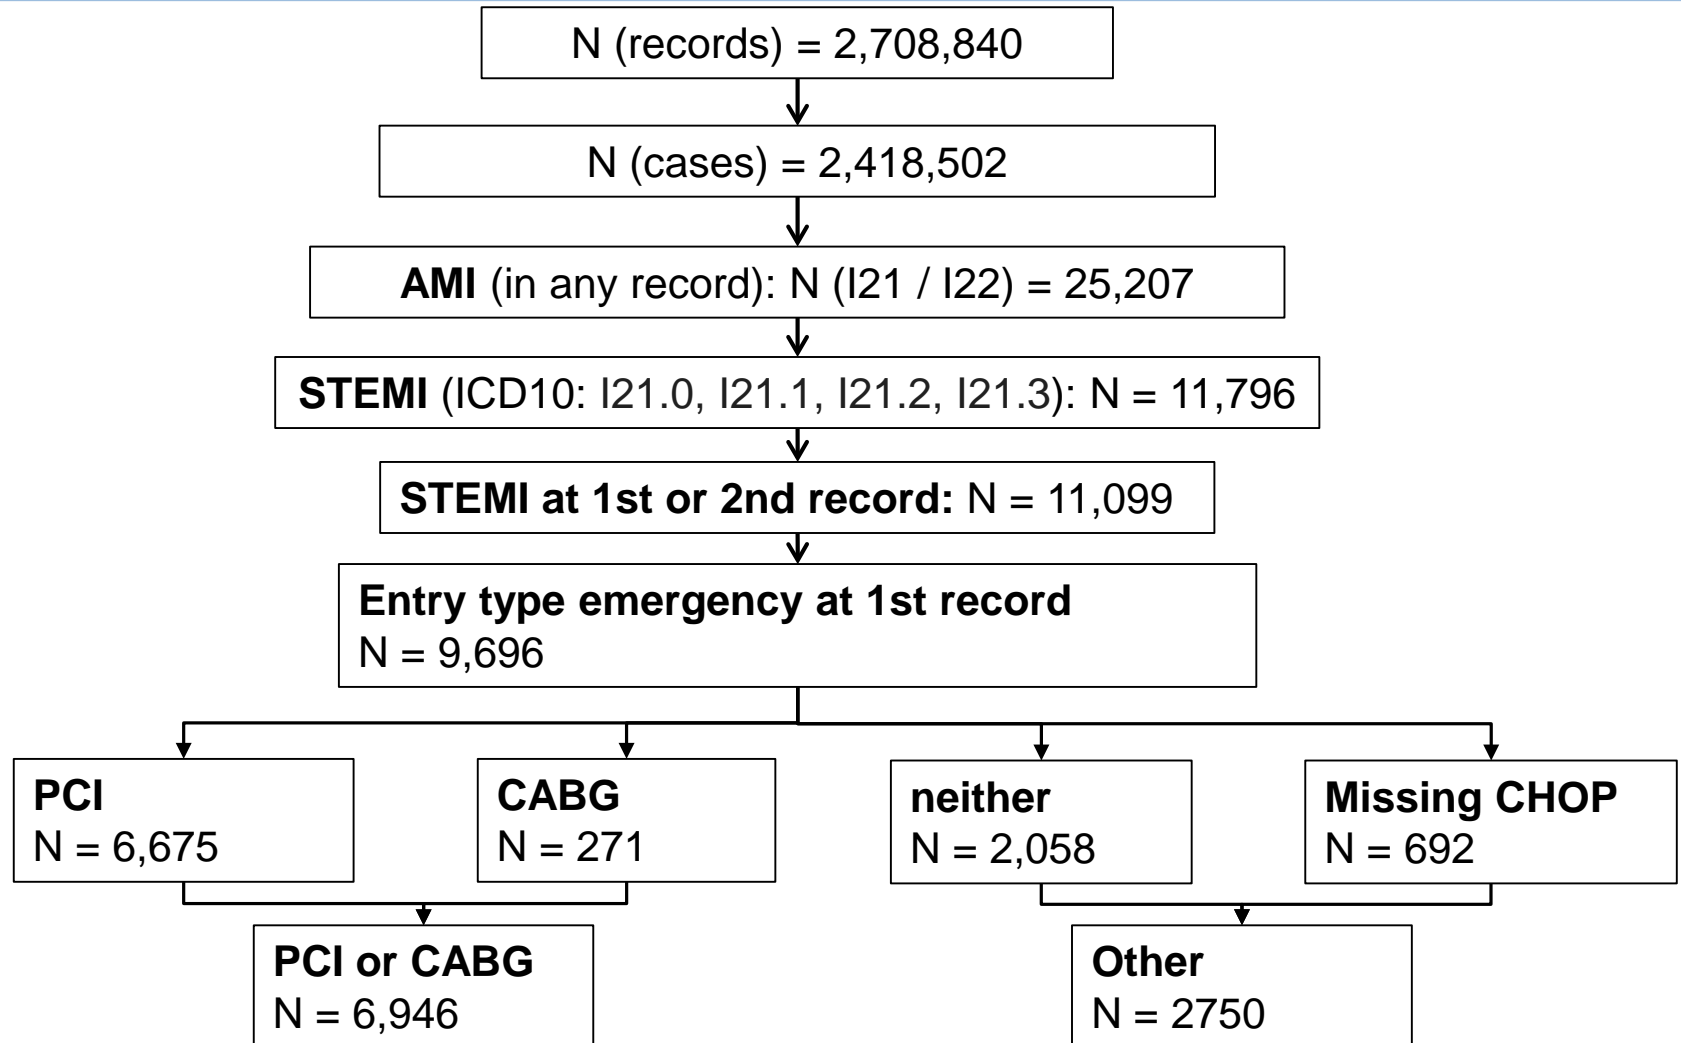 N (records) = 2,708,840
N (cases) = 2,418,502
AMI (in any record): N (I21 / I22) = 25,207
STEMI (ICD10: I21.0, I21.1, I21.2, I21.3): N = 11,796
STEMI at 1st or 2nd record: N = 11,099
Entry type emergency at 1st record
N = 9,696
PCI
N = 6,675
CABG
N = 271
neither
N = 2,058
Missing CHOP
N = 692
PCI or CABG
N = 6,946
Other
N = 2750